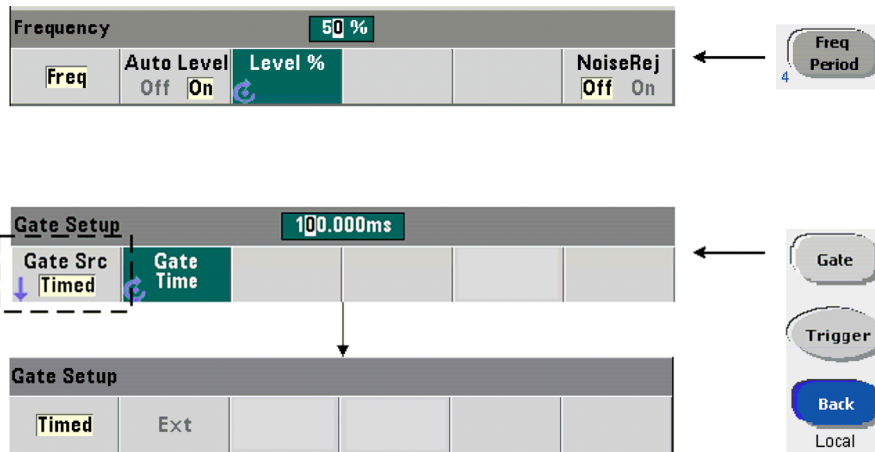 Frequency 50 %
Freq
Auto Level
Off On
Level %
NoiseRej
Off On
Freq
Period
4
Gate Setup 100.000ms
Gate Src
Timed
Gate
Time
Gate
Trigger
Gate Setup
Timed Ext
Back
Local